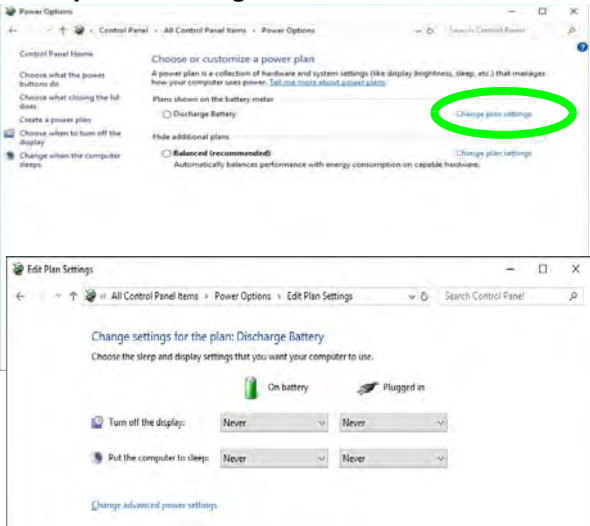 Power Options
Control Panel › All Control Panel Items › Power Options
Search Control Panel
Control Panel Home
Choose what the power buttons do
Choose what closing the lid does
Create a power plan
Choose when to turn off the display
Change when the computer sleeps
Choose or customize a power plan
A power plan is a collection of hardware and system settings (like display brightness, sleep, etc.) that manages
how your computer uses power. Tell me more about power plans
Plans shown on the battery meter
Discharge Battery Change plan settings
Hide additional plans
Balanced (recommended) Change plan settings
Automatically balances performance with energy consumption on capable hardware.
Edit Plan Settings
« All Control Panel Items › Power Options › Edit Plan Settings
Search Control Panel
Change settings for the plan: Discharge Battery
Choose the sleep and display settings that you want your computer to use.
On battery Plugged in
Turn off the display: Never Never
Put the computer to sleep: Never Never
Change advanced power settings